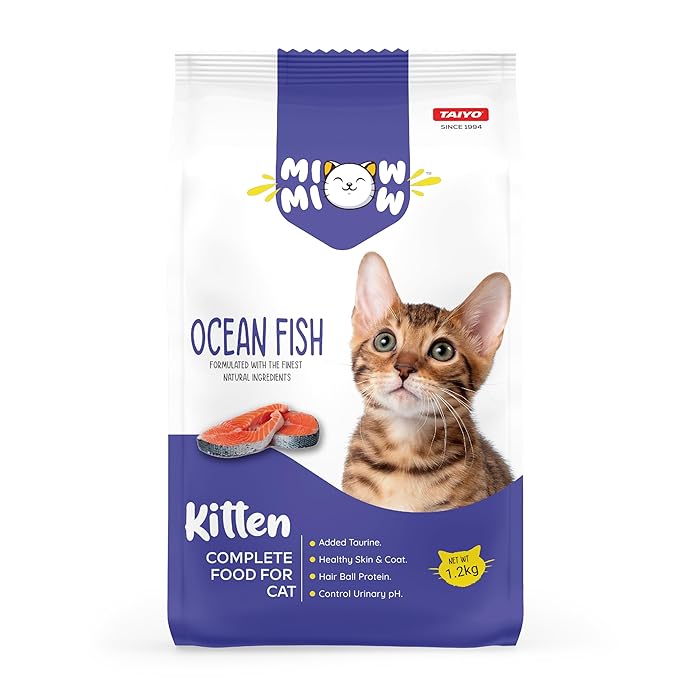 TAIYO
SINCE 1994
MIOW
MIOW
OCEAN FISH
FORMULATED WITH THE FINEST
NATURAL INGREDIENTS
Kitten
COMPLETE
FOOD FOR
CAT
• Added Taurine.
• Healthy Skin & Coat.
• Hair Ball Protein.
• Control Urinary pH.
NET WT
1.2kg